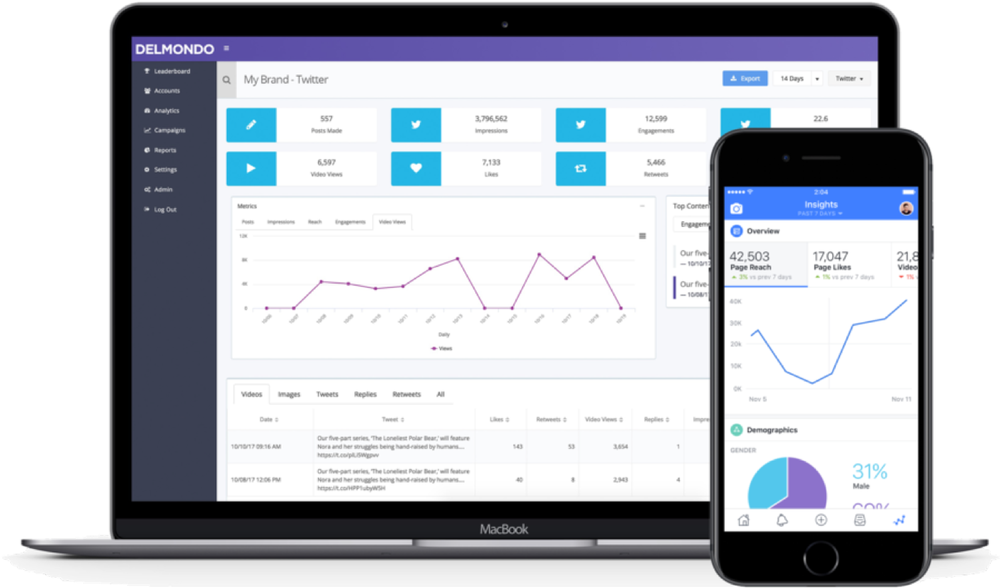 DELMONDO
Leaderboard
Accounts
Analytics
Campaigns
Reports
Settings
Admin
Log Out
My Brand - Twitter
Export
14 Days
Twitter
557
Posts Made
3,796,562
Impressions
12,599
Engagements
22.6
6,597
Video Views
7,133
Likes
5,466
Retweets
Metrics
Posts Impressions Reach Engagements Video Views
12K
8K
4K
0
10/06 10/07 10/08 10/09 10/10 10/11 10/12 10/13 10/14 10/15 10/16 10/17 10/18 10/19
Daily
Views
Top Conten
Engagem
Our five-
— 10/10/17
Our five-
— 10/08/1
Videos Images Tweets Replies Retweets All
Date Tweet Likes Retweets Video Views Replies Impre
Our five-part series, 'The Loneliest Polar Bear,' will feature
10/10/17 09:16 AM Nora and her struggles being hand-raised by humans.... 143 53 3,654 1
Our five-part series, 'The Loneliest Polar Bear,' will feature
10/08/17 12:06 PM Nora and her struggles being hand-raised by humans.... 40 8 2,943 4
https://t.co/HPP1ubyW5H
MacBook
2:04
Insights
PAST 7 DAYS
Overview
42,503
Page Reach
3% vs prev 7 days
17,047
Page Likes
1% vs prev 7 days
21,8
Video
1% v
40K
30K
20k
10K
0K
Nov 5 Nov 11
Demographics
GENDER
31%
Male